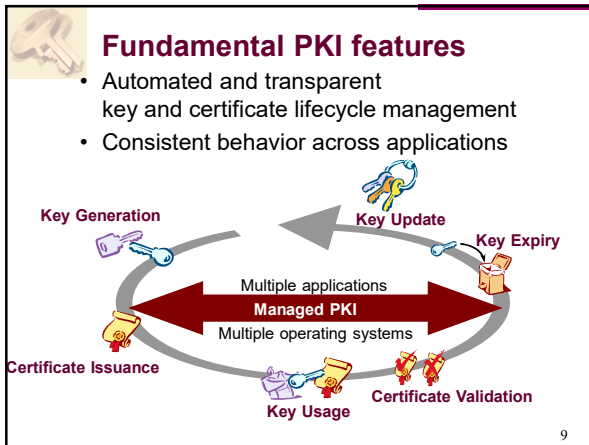 Fundamental PKI features
• Automated and transparent
key and certificate lifecycle management
• Consistent behavior across applications
Key Generation
Key Update
Key Expiry
Multiple applications
Managed PKI
Multiple operating systems
Certificate Issuance
Key Usage
Certificate Validation
9